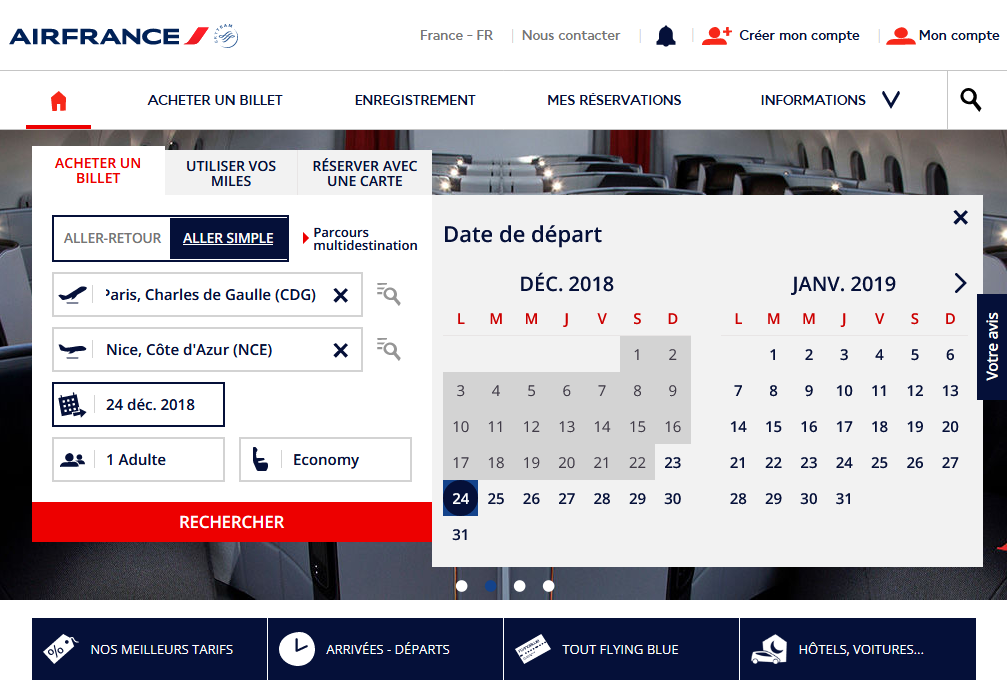 AIRFRANCE SKYTEAM
France - FR Nous contacter Créer mon compte Mon compte
ACHETER UN BILLET ENREGISTREMENT MES RÉSERVATIONS INFORMATIONS
ACHETER UN
BILLET
UTILISER VOS
MILES
RÉSERVER AVEC
UNE CARTE
ALLER-RETOUR ALLER SIMPLE
Parcours
multidestination
Paris, Charles de Gaulle (CDG)
Nice, Côte d'Azur (NCE)
24 déc. 2018
1 Adulte Economy
RECHERCHER
Date de départ
DÉC. 2018
L M M J V S D
1 2
3 4 5 6 7 8 9
10 11 12 13 14 15 16
17 18 19 20 21 22 23
24 25 26 27 28 29 30
31
JANV. 2019
L M M J V S D
1 2 3 4 5 6
7 8 9 10 11 12 13
14 15 16 17 18 19 20
21 22 23 24 25 26 27
28 29 30 31
Votre avis
% NOS MEILLEURS TARIFS ARRIVÉES - DÉPARTS TOUT FLYING BLUE HÔTELS, VOITURES...